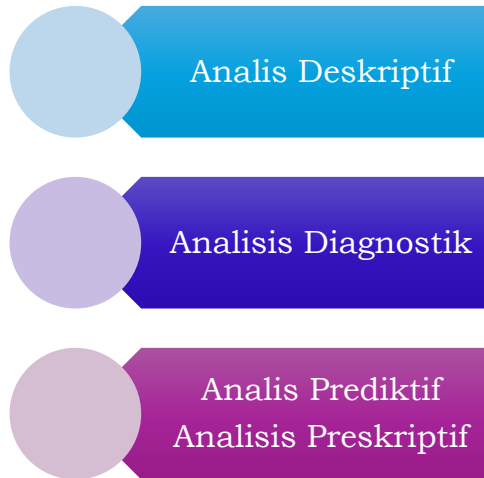 Analis Deskriptif
Analisis Diagnostik
Analis Prediktif
Analisis Preskriptif